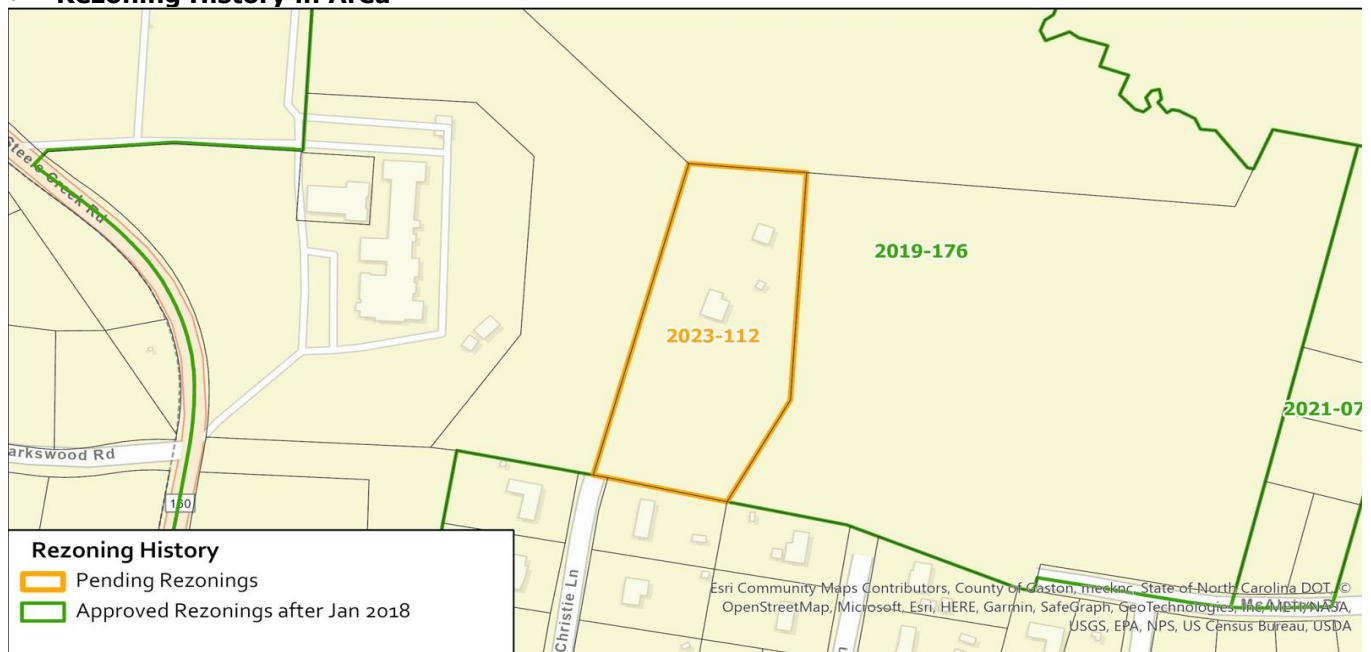 Rezoning History in Area
Steele Creek Rd
2019-176
2023-112
2021-07
arkswood Rd
160
Christie Ln
Rezoning History
Pending Rezonings
Approved Rezonings after Jan 2018
Esri Community Maps Contributors, County of Gaston, mecknc, State of North Carolina DOT, ©
OpenStreetMap, Microsoft, Esri, HERE, Garmin, SafeGraph, GeoTechnologies, Inc, METI/NASA,
USGS, EPA, NPS, US Census Bureau, USDA